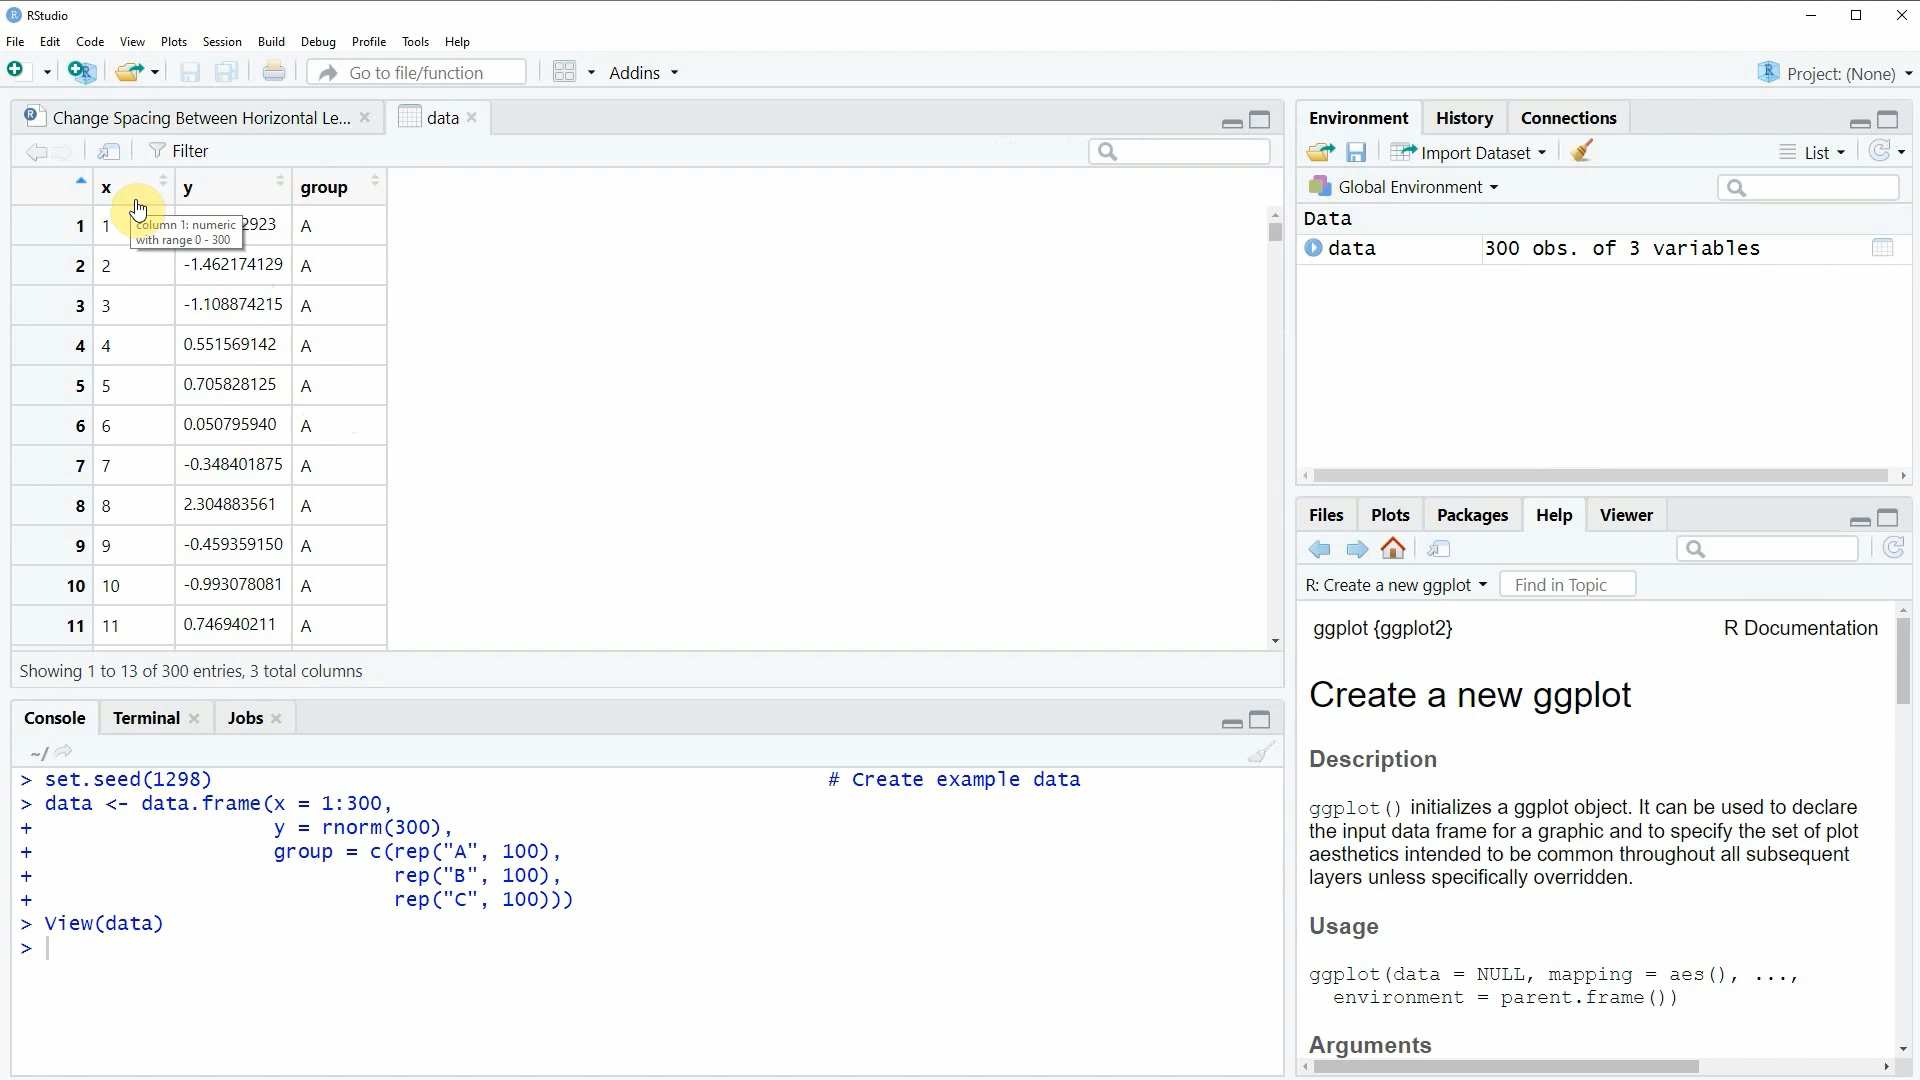 RStudio
File Edit Code View Plots Session Build Debug Profile Tools Help
Go to file/function Addins Project: (None)
Change Spacing Between Horizontal Le... data
Filter
x y group
1 1 2923 A
column 1: numeric
with range 0 - 300
2 2 -1.462174129 A
3 3 -1.108874215 A
4 4 0.551569142 A
5 5 0.705828125 A
6 6 0.050795940 A
7 7 -0.348401875 A
8 8 2.304883561 A
9 9 -0.459359150 A
10 10 -0.993078081 A
11 11 0.746940211 A
Showing 1 to 13 of 300 entries, 3 total columns
Console Terminal Jobs
~/
> set.seed(1298) # Create example data
> data <- data.frame(x = 1:300,
+ y = rnorm(300),
+ group = c(rep("A", 100),
+ rep("B", 100),
+ rep("C", 100)))
> View(data)
>
Environment History Connections
Import Dataset List
Global Environment
Data
data 300 obs. of 3 variables
Files Plots Packages Help Viewer
R: Create a new ggplot Find in Topic
ggplot {ggplot2} R Documentation
Create a new ggplot
Description
ggplot() initializes a ggplot object. It can be used to declare
the input data frame for a graphic and to specify the set of plot
aesthetics intended to be common throughout all subsequent
layers unless specifically overridden.
Usage
ggplot(data = NULL, mapping = aes(), ...,
environment = parent.frame())
Arguments